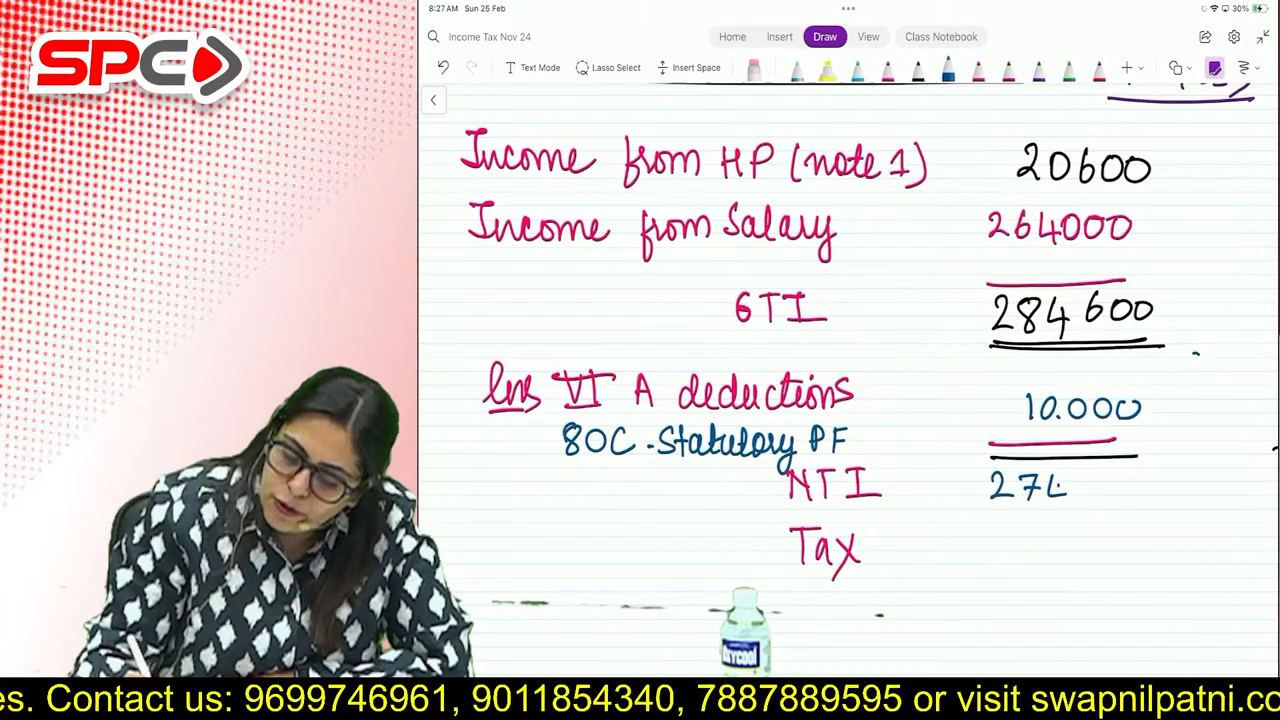 SPC
8:27 AM Sun 25 Feb
30%
Income Tax Nov 24
Home Insert Draw View Class Notebook
Text Mode Lasso Select Insert Space
Income from HP (note 1) 20600
Income from Salary 264000
GTI 284600
less VI A deductions 10.000
80C - Statutory PF
NTI 274
Tax
Drycool
es. Contact us: 9699746961, 9011854340, 7887889595 or visit swapnilpatni.co